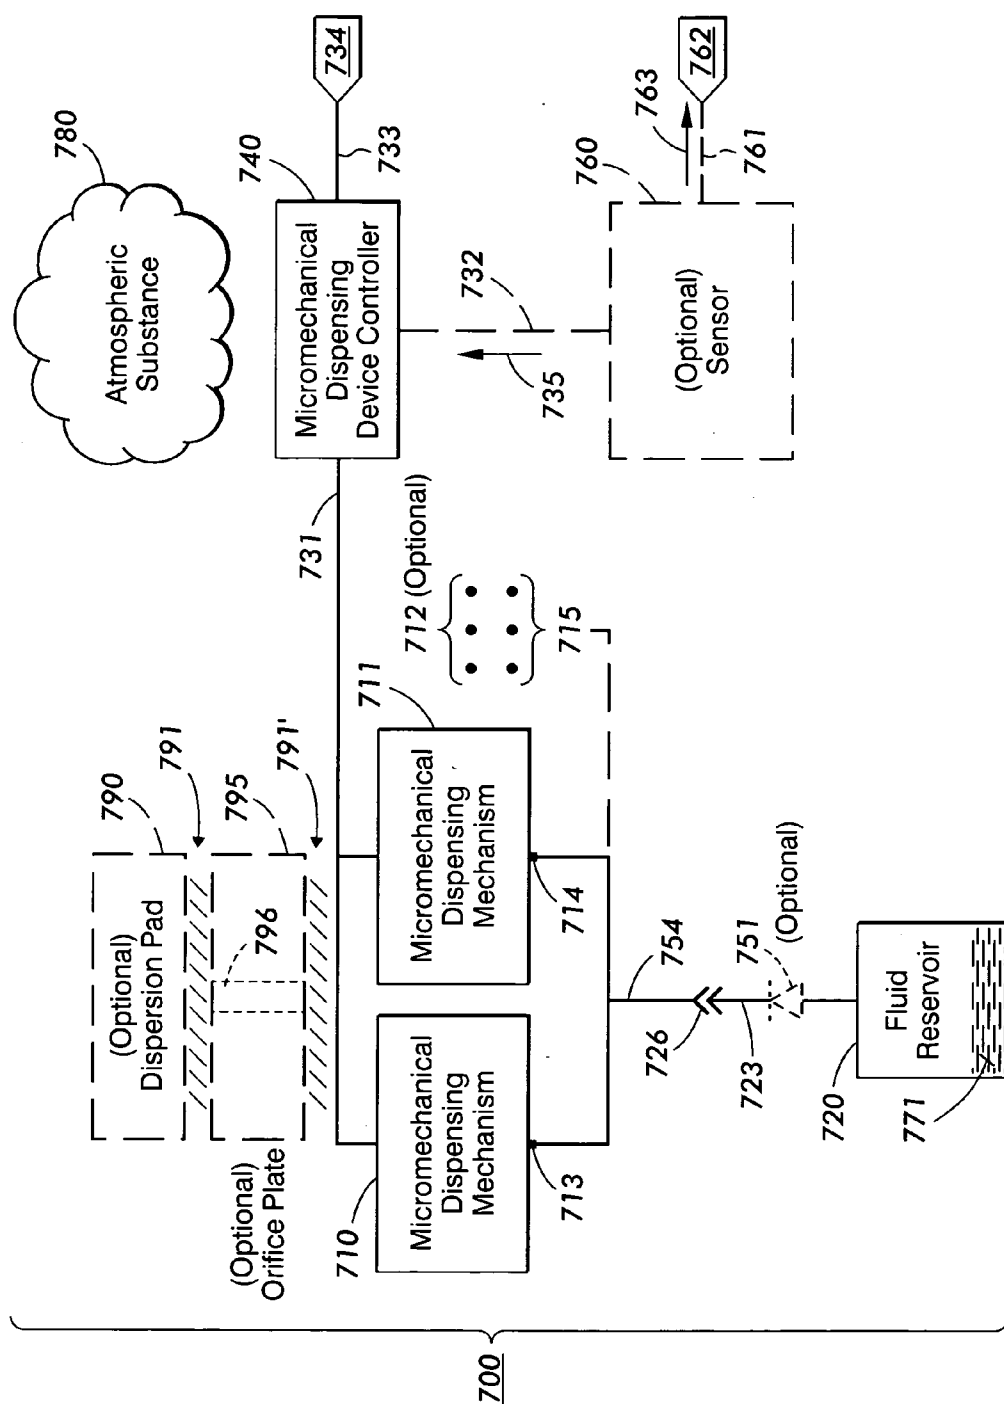 700
(Optional)
Dispersion Pad
790
791
(Optional)
Orifice Plate
796
795
791'
Atmospheric
Substance
780
710
Micromechanical
Dispensing
Mechanism
713
Micromechanical
Dispensing
Mechanism
711
714
712 (Optional)
715
731
Micromechanical
Dispensing
Device Controller
740
733
734
732
735
(Optional)
Sensor
760
763
761
762
754
726
723
751
(Optional)
720
Fluid
Reservoir
771